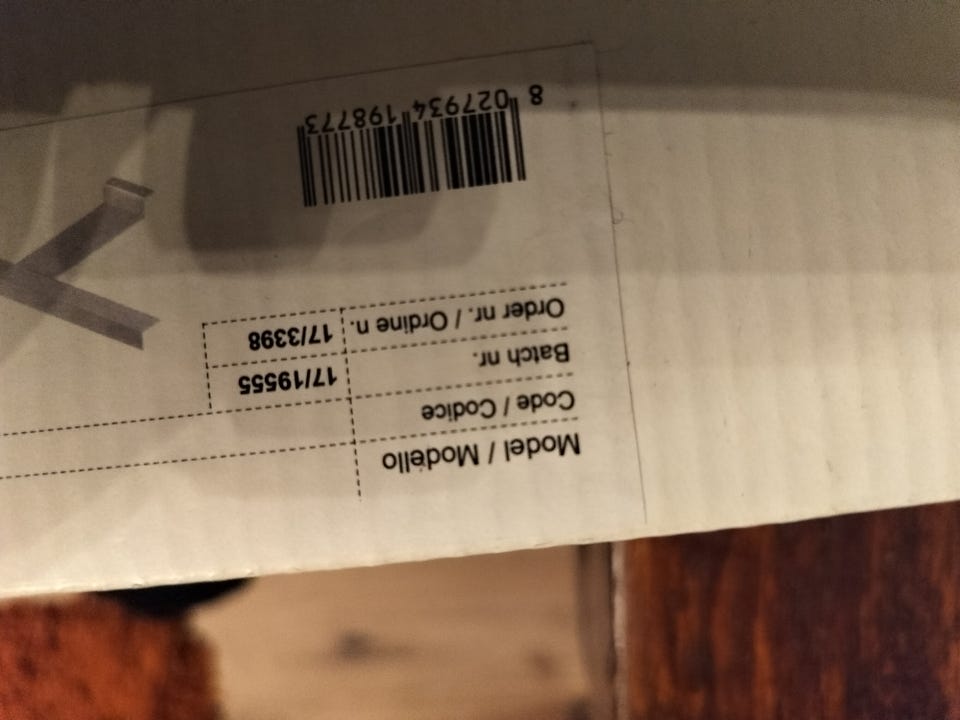 Model / Modello
Code / Codice
Batch nr. 17/19555
Order nr. / Ordine n. 17/3398
8 027934 198773